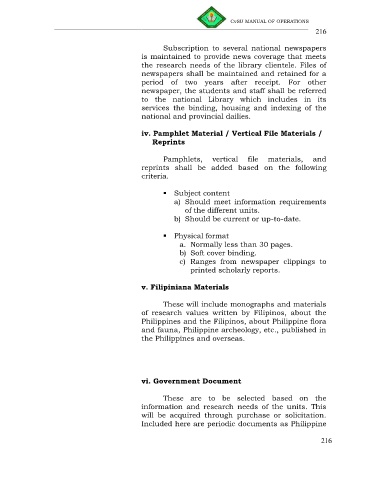 CvSU MANUAL OF OPERATIONS
216
Subscription to several national newspapers
is maintained to provide news coverage that meets
the research needs of the library clientele. Files of
newspapers shall be maintained and retained for a
period of two years after receipt. For other
newspaper, the students and staff shall be referred
to the national Library which includes in its
services the binding, housing and indexing of the
national and provincial dailies.
iv. Pamphlet Material / Vertical File Materials /
Reprints
Pamphlets, vertical file materials, and
reprints shall be added based on the following
criteria.
▪ Subject content
a) Should meet information requirements
of the different units.
b) Should be current or up-to-date.
▪ Physical format
a. Normally less than 30 pages.
b) Soft cover binding.
c) Ranges from newspaper clippings to
printed scholarly reports.
v. Filipiniana Materials
These will include monographs and materials
of research values written by Filipinos, about the
Philippines and the Filipinos, about Philippine flora
and fauna, Philippine archeology, etc., published in
the Philippines and overseas.
vi. Government Document
These are to be selected based on the
information and research needs of the units. This
will be acquired through purchase or solicitation.
Included here are periodic documents as Philippine
216